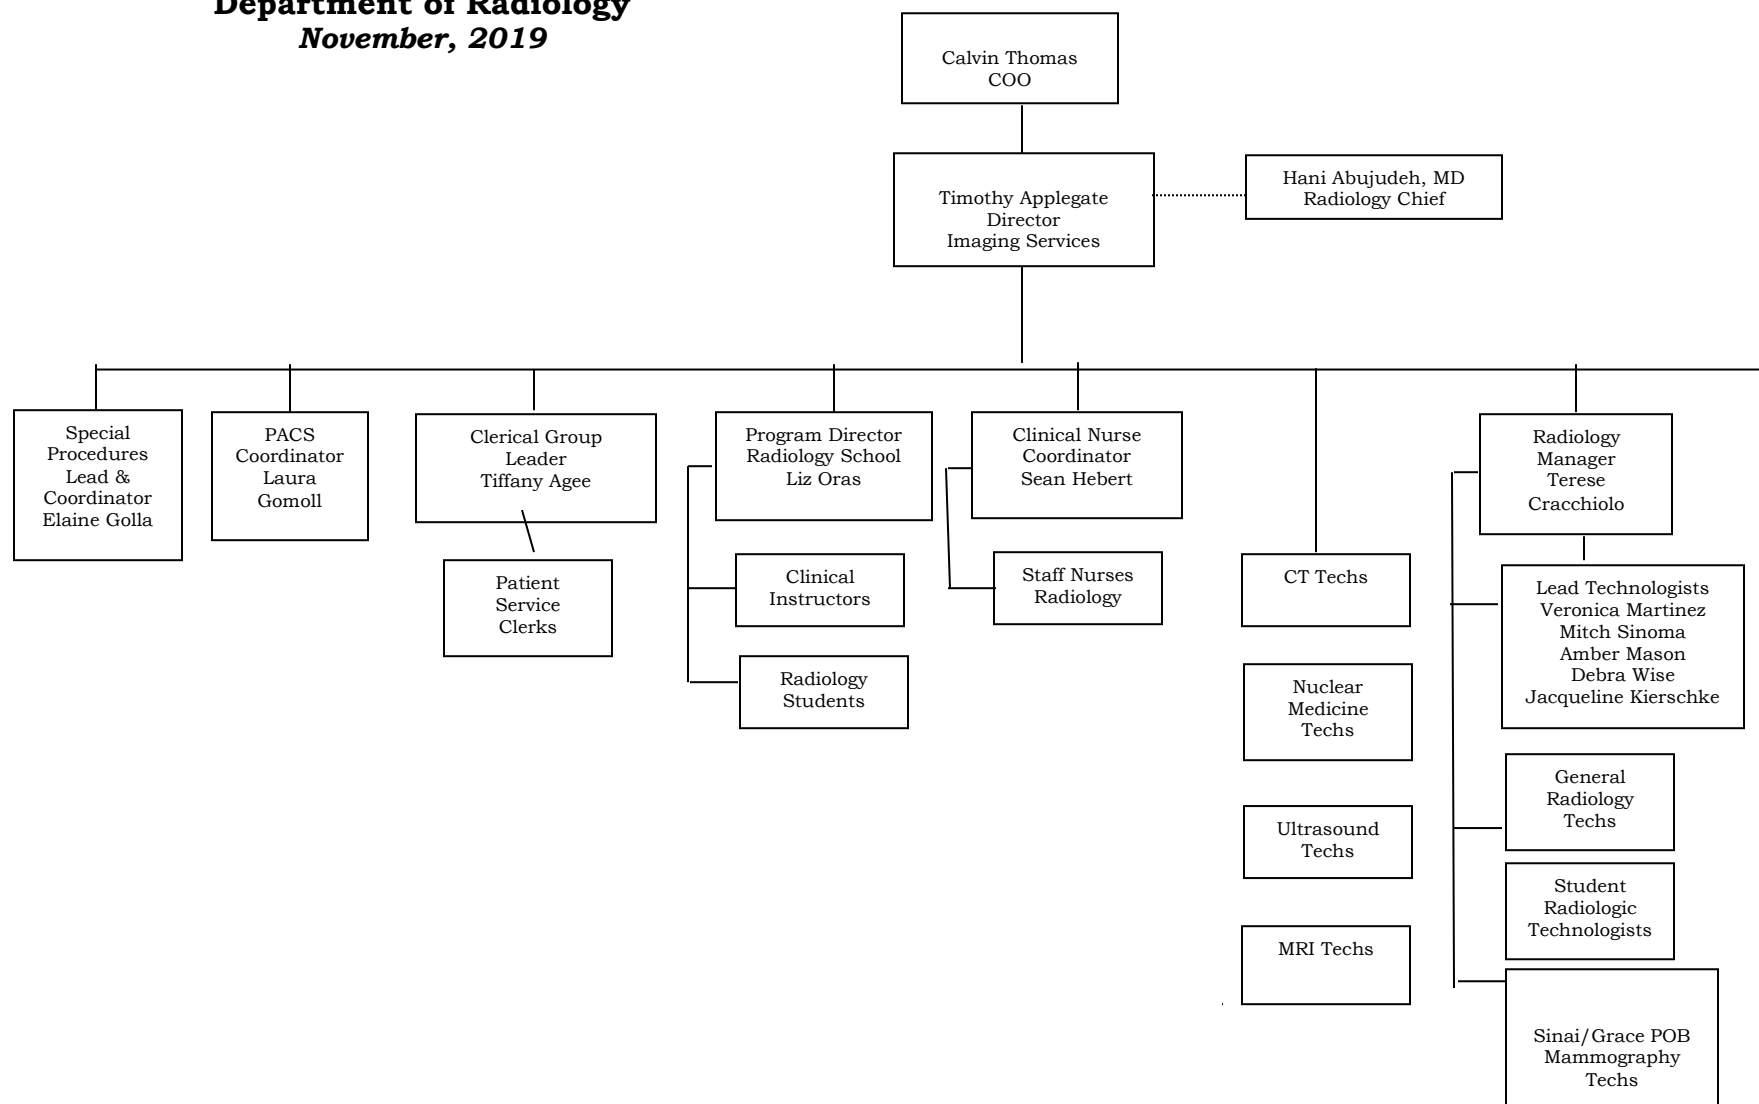 Department of Radiology
November, 2019
Calvin Thomas
COO
Timothy Applegate
Director
Imaging Services
Hani Abujudeh, MD
Radiology Chief
Special
Procedures
Lead &
Coordinator
Elaine Golla
PACS
Coordinator
Laura
Gomoll
Clerical Group
Leader
Tiffany Agee
Patient
Service
Clerks
Program Director
Radiology School
Liz Oras
Clinical
Instructors
Radiology
Students
Clinical Nurse
Coordinator
Sean Hebert
Staff Nurses
Radiology
CT Techs
Nuclear
Medicine
Techs
Ultrasound
Techs
MRI Techs
Radiology
Manager
Terese
Cracchiolo
Lead Technologists
Veronica Martinez
Mitch Sinoma
Amber Mason
Debra Wise
Jacqueline Kierschke
General
Radiology
Techs
Student
Radiologic
Technologists
Sinai/Grace POB
Mammography
Techs